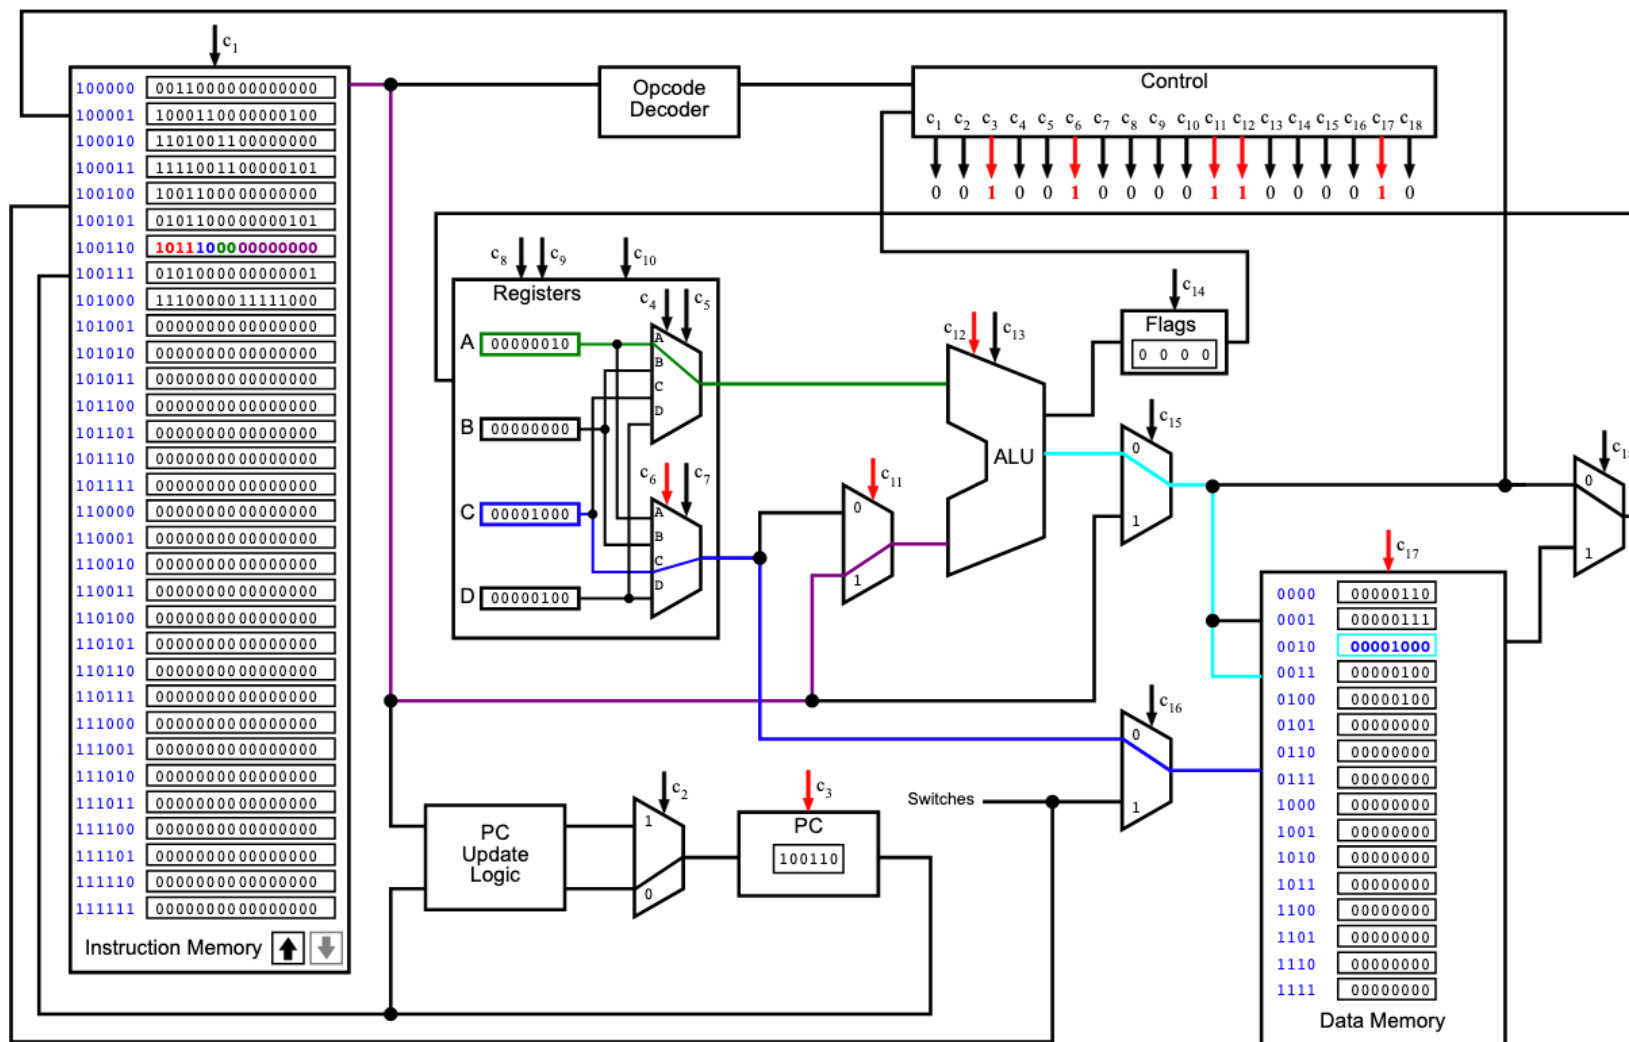 c1
100000 0011000000000000
100001 1000110000000100
100010 1101001100000000
100011 1111001100000101
100100 1001100000000000
100101 0101100000000101
100110 1011100000000000
100111 0101000000000001
101000 1110000011111000
101001 0000000000000000
101010 0000000000000000
101011 0000000000000000
101100 0000000000000000
101101 0000000000000000
101110 0000000000000000
101111 0000000000000000
110000 0000000000000000
110001 0000000000000000
110010 0000000000000000
110011 0000000000000000
110100 0000000000000000
110101 0000000000000000
110110 0000000000000000
110111 0000000000000000
111000 0000000000000000
111001 0000000000000000
111010 0000000000000000
111011 0000000000000000
111100 0000000000000000
111101 0000000000000000
111110 0000000000000000
111111 0000000000000000
Instruction Memory
Opcode
Decoder
Control
c1 c2 c3 c4 c5 c6 c7 c8 c9 c10 c11 c12 c13 c14 c15 c16 c17 c18
0 0 1 0 0 1 0 0 0 0 1 1 0 0 0 0 1 0
c8 c9 c10
Registers
c4 c5
A 00000010
A
B
C
D
B 00000000
c6 c7
C 00001000
A
B
C
D
D 00000100
c11
0
1
c12 c13
ALU
c14
Flags
0 0 0 0
c15
0
1
c18
0
1
c16
0
1
Switches
c2
1
0
PC
Update
Logic
c3
PC
100110
c17
0000 00000110
0001 00000111
0010 00001000
0011 00000100
0100 00000100
0101 00000000
0110 00000000
0111 00000000
1000 00000000
1001 00000000
1010 00000000
1011 00000000
1100 00000000
1101 00000000
1110 00000000
1111 00000000
Data Memory